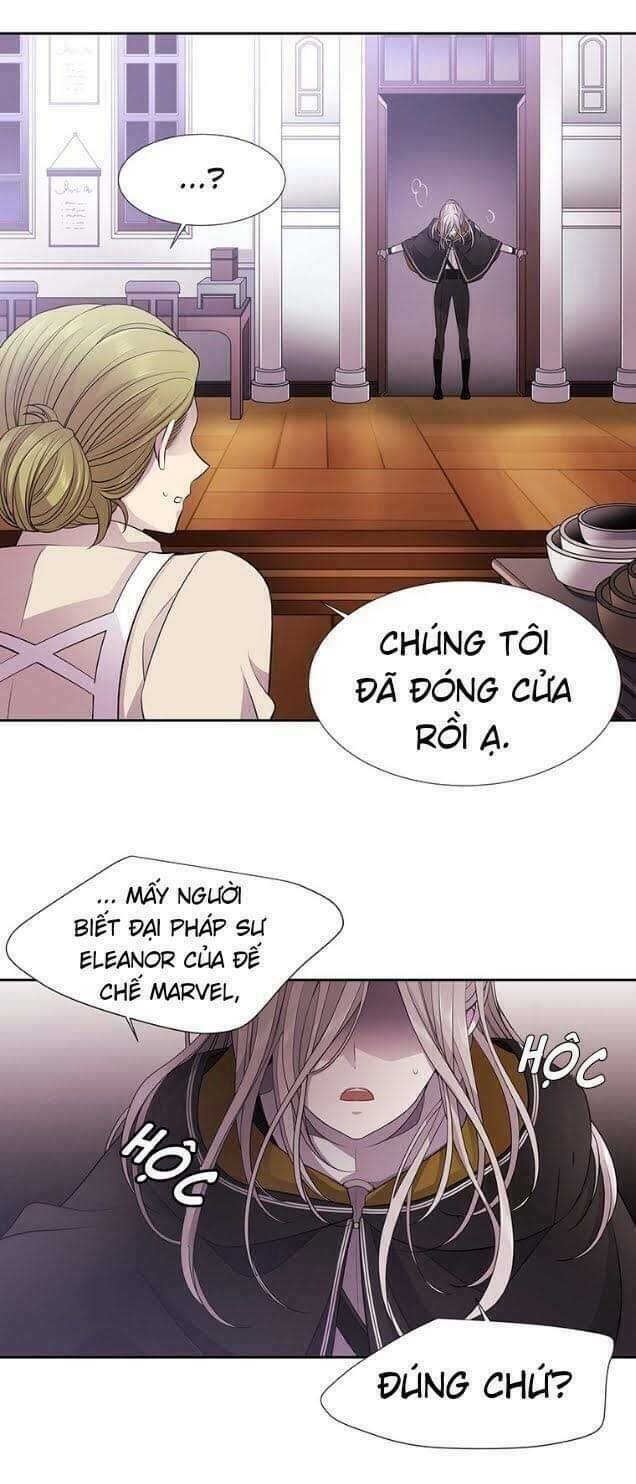 ...?
CHÚNG TÔI
ĐÃ ĐÓNG CỬA
RỒI Ạ.
... MẤY NGƯỜI
BIẾT ĐẠI PHÁP SƯ
ELEANOR CỦA ĐẾ
CHẾ MARVEL,
HỘC
HỘC
ĐÚNG CHỨ?